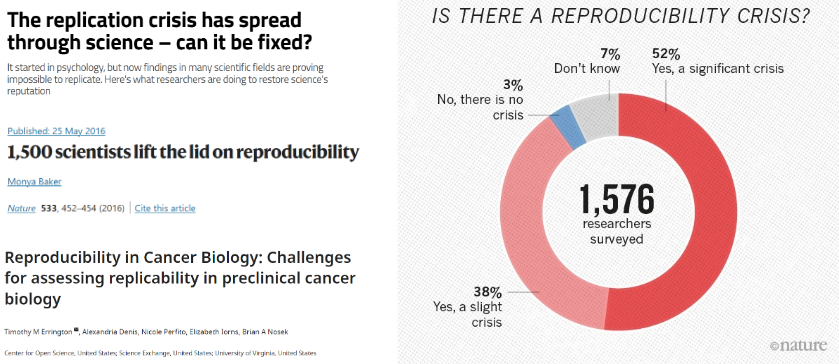 The replication crisis has spread
through science – can it be fixed?
It started in psychology, but now findings in many scientific fields are proving
impossible to replicate. Here's what researchers are doing to restore science's
reputation
Published: 25 May 2016
1,500 scientists lift the lid on reproducibility
Monya Baker
Nature 533, 452–454 (2016) | Cite this article
Reproducibility in Cancer Biology: Challenges
for assessing replicability in preclinical cancer
biology
Timothy M Errington, Alexandria Denis, Nicole Perfito, Elizabeth Iorns, Brian A Nosek
Center for Open Science, United States; Science Exchange, United States; University of Virginia, United States
IS THERE A REPRODUCIBILITY CRISIS?
7%
Don't know
52%
Yes, a significant crisis
3%
No, there is no
crisis
1,576
researchers
surveyed
38%
Yes, a slight
crisis
©nature